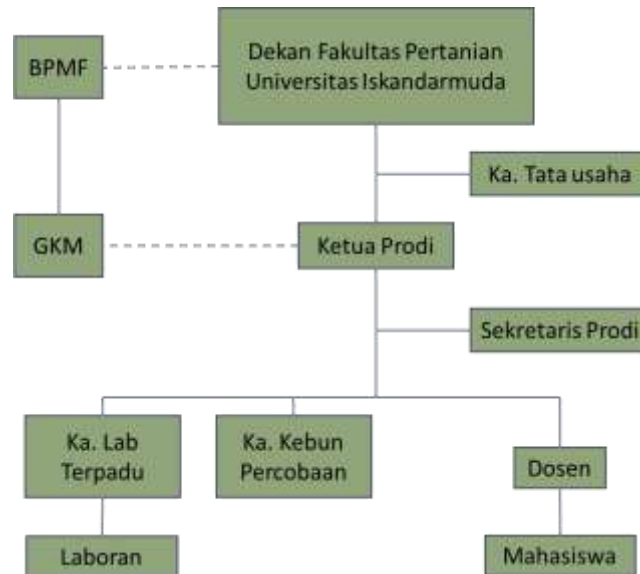 BPMF
Dekan Fakultas Pertanian
Universitas Iskandarmuda
Ka. Tata usaha
GKM
Ketua Prodi
Sekretaris Prodi
Ka. Lab
Terpadu
Ka. Kebun
Percobaan
Dosen
Laboran
Mahasiswa